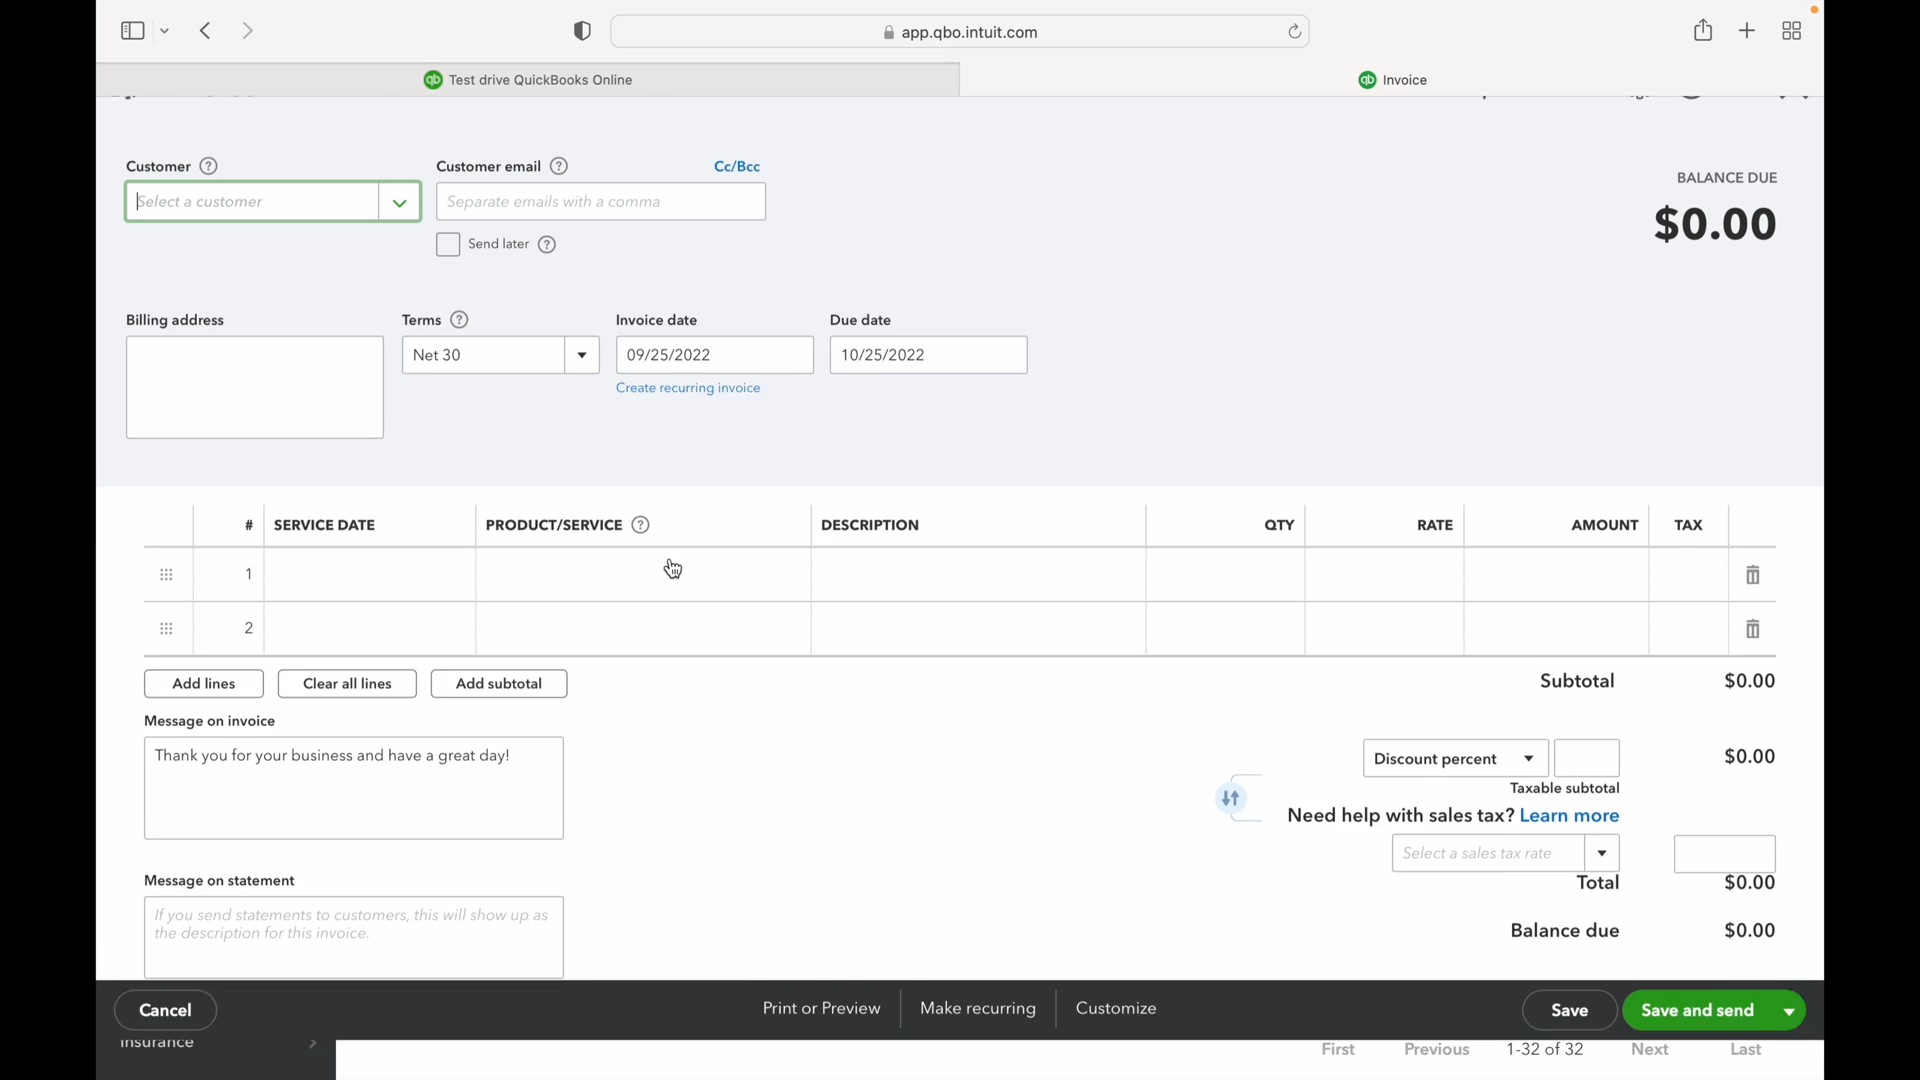 app.qbo.intuit.com
Test drive QuickBooks Online
Invoice
Customer
Customer email
Cc/Bcc
Select a customer
Separate emails with a comma
Send later
BALANCE DUE
$0.00
Billing address
Terms
Invoice date
Due date
Net 30
09/25/2022
10/25/2022
Create recurring invoice
# SERVICE DATE PRODUCT/SERVICE DESCRIPTION QTY RATE AMOUNT TAX
1
2
Add lines
Clear all lines
Add subtotal
Subtotal $0.00
Message on invoice
Thank you for your business and have a great day!
Discount percent
$0.00
Taxable subtotal
Need help with sales tax? Learn more
Select a sales tax rate
Total $0.00
Message on statement
If you send statements to customers, this will show up as
the description for this invoice.
Balance due $0.00
Cancel
Print or Preview
Make recurring
Customize
Save
Save and send
Insurance
First Previous 1-32 of 32 Next Last